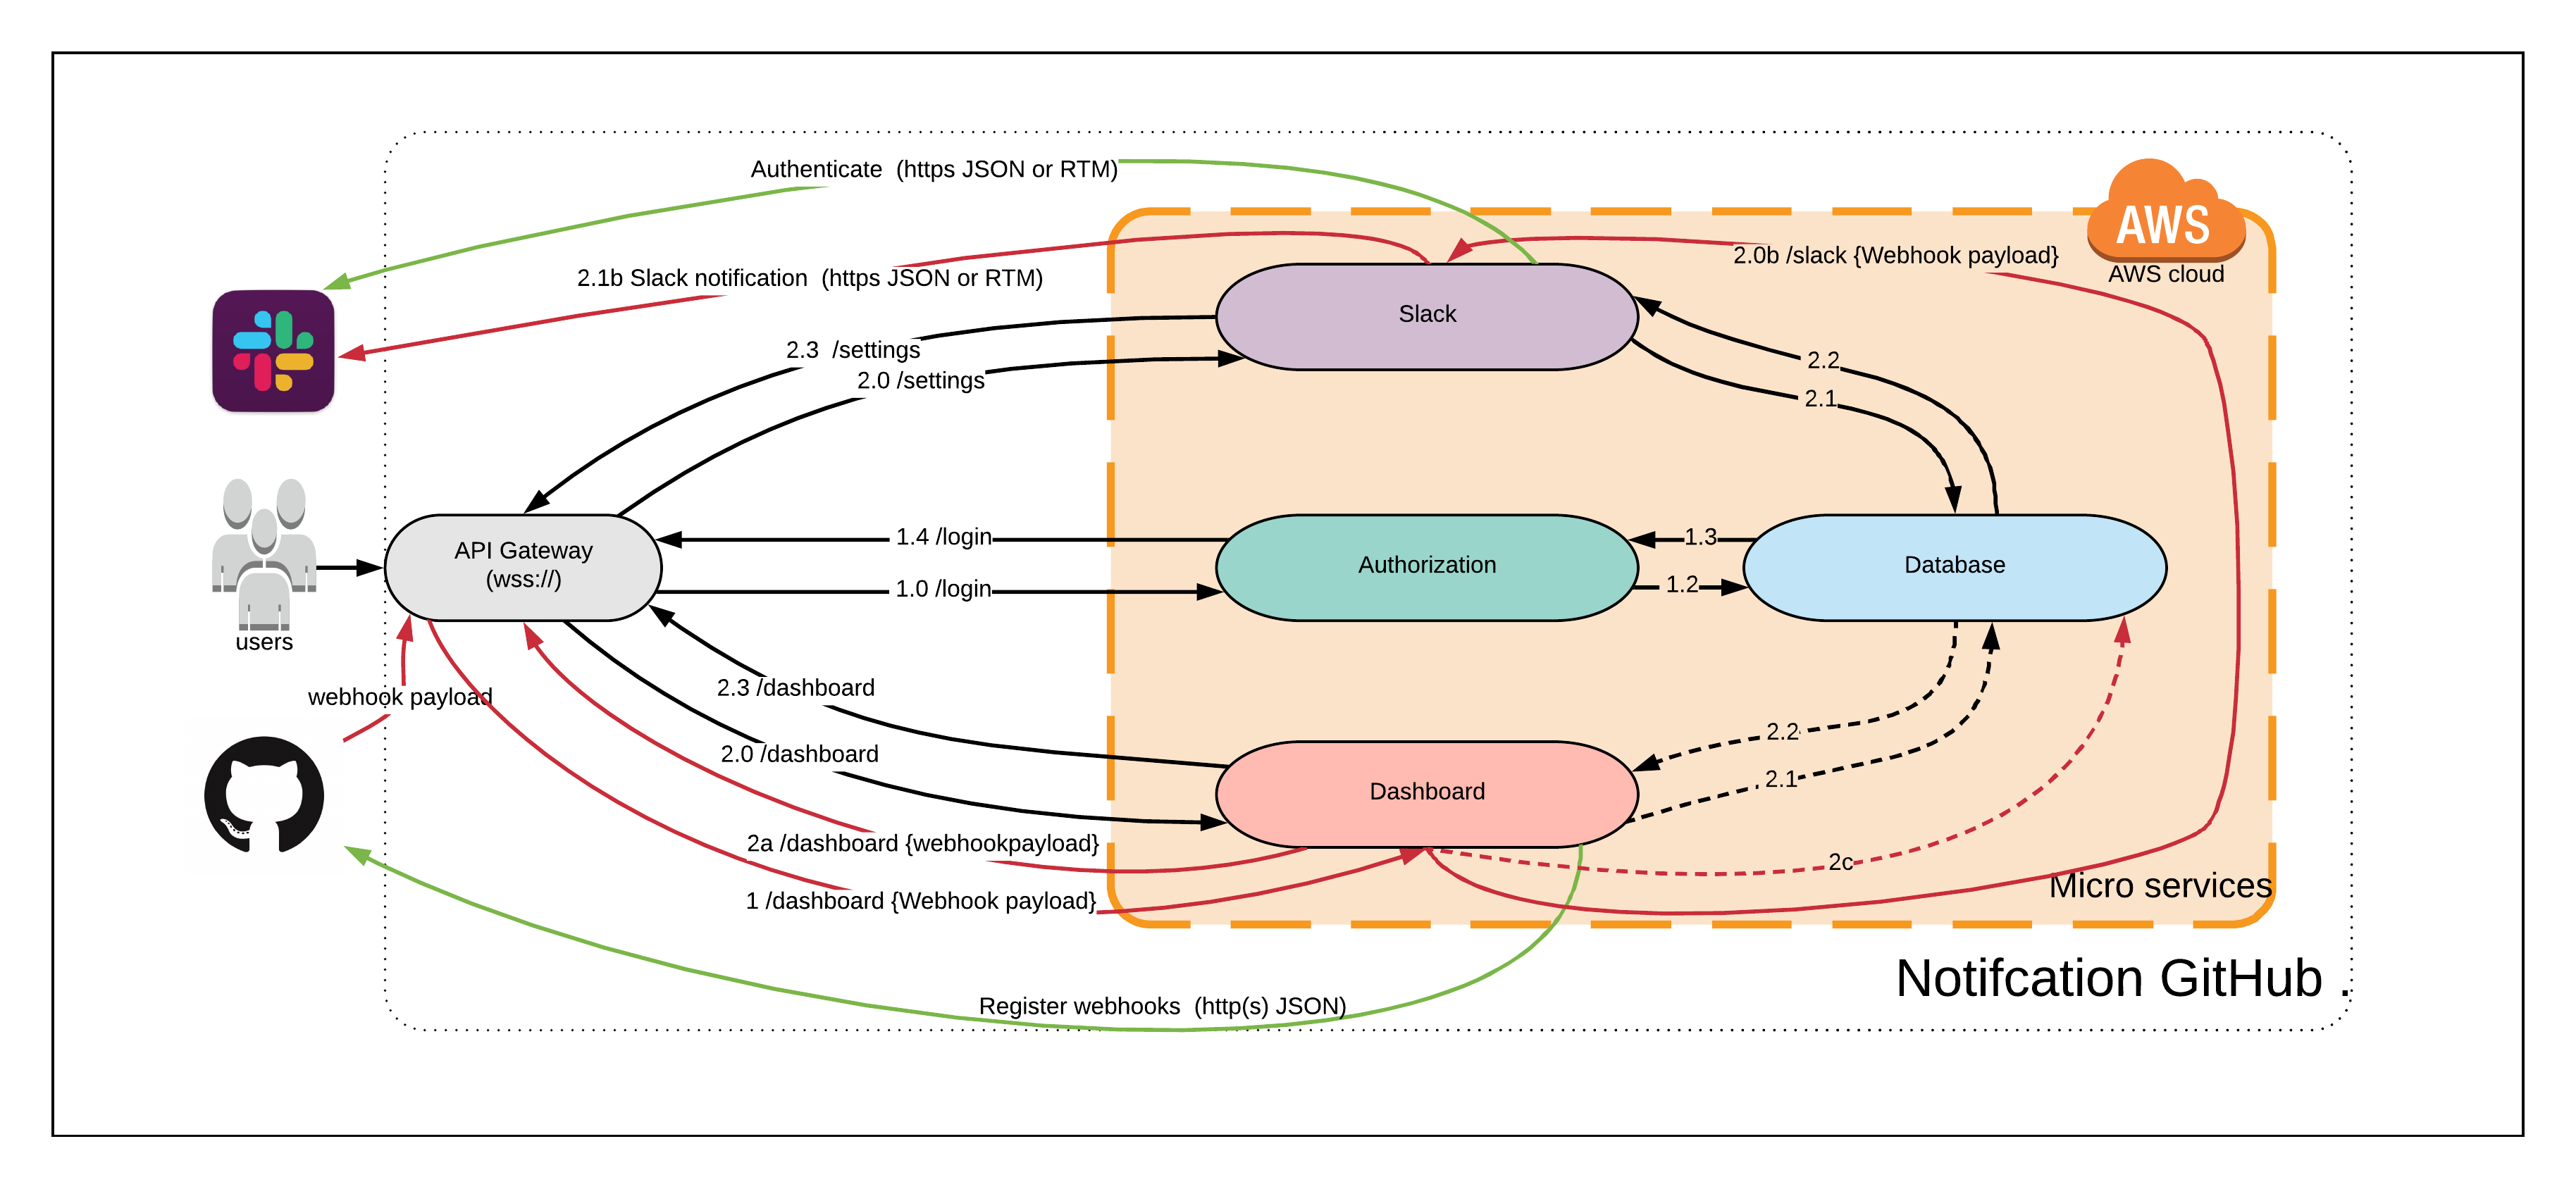 Authenticate  (https JSON or RTM)
AWS
AWS cloud
2.0b /slack {Webhook payload}
2.1b Slack notification  (https JSON or RTM)
Slack
2.3  /settings
2.0 /settings
2.2
2.1
API Gateway
(wss://)
1.4 /login
1.0 /login
Authorization
1.3
1.2
Database
users
webhook payload
2.3 /dashboard
2.0 /dashboard
2.2
2.1
Dashboard
2a /dashboard {webhookpayload}
1 /dashboard {Webhook payload}
2c
Micro services
Notifcation GitHub .
Register webhooks  (http(s) JSON)